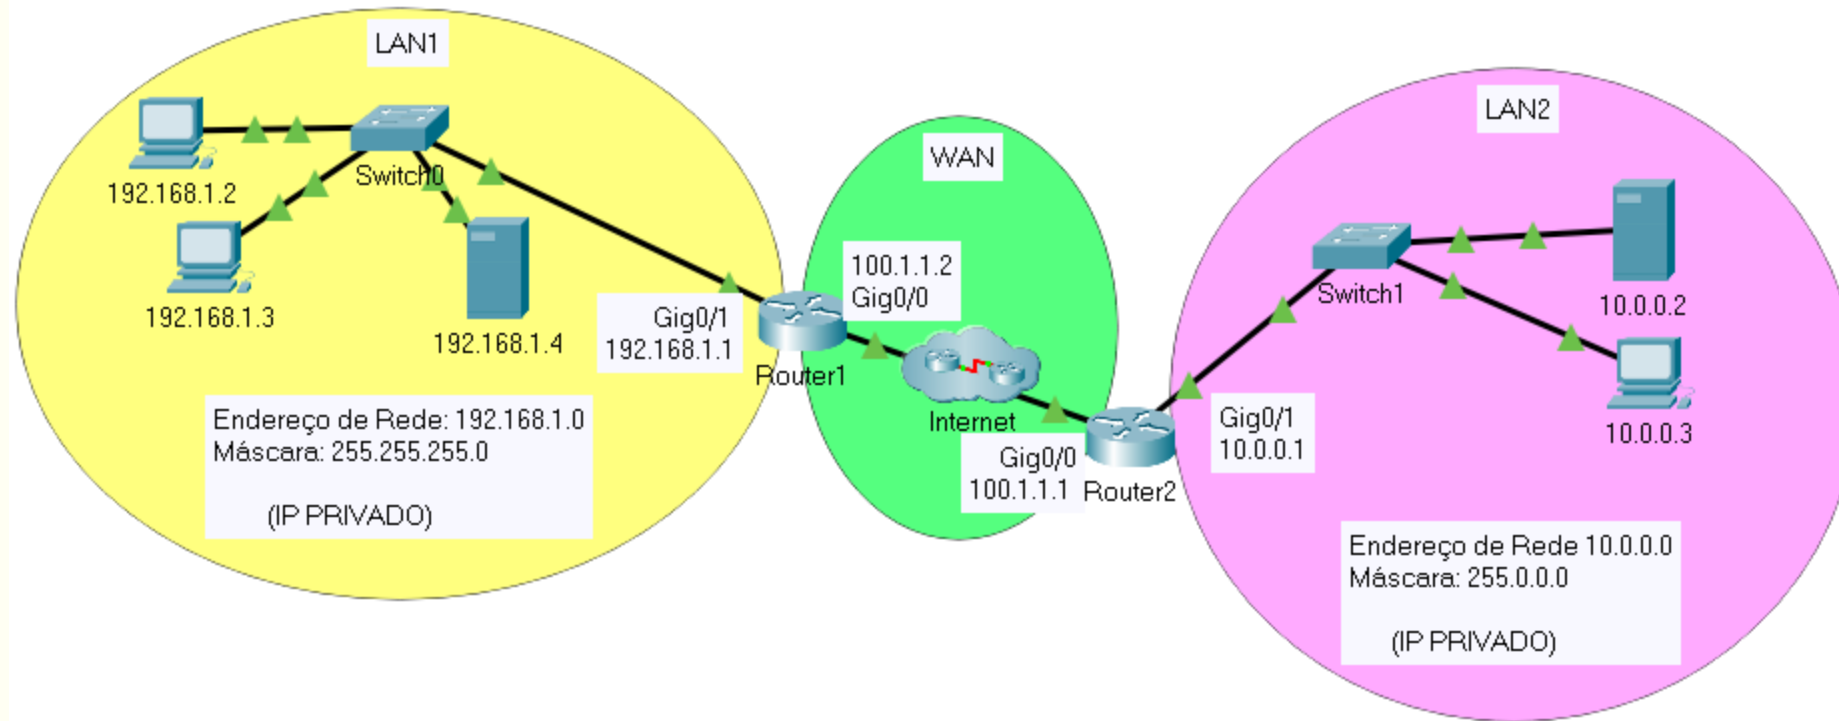 LAN1
192.168.1.2
Switch0
192.168.1.3
192.168.1.4
Gig0/1
192.168.1.1
Router1
Endereço de Rede: 192.168.1.0
Máscara: 255.255.255.0
(IP PRIVADO)
WAN
100.1.1.2
Gig0/0
Internet
Gig0/0
100.1.1.1
Router2
LAN2
Switch1
10.0.0.2
10.0.0.3
Gig0/1
10.0.0.1
Endereço de Rede 10.0.0.0
Máscara: 255.0.0.0
(IP PRIVADO)